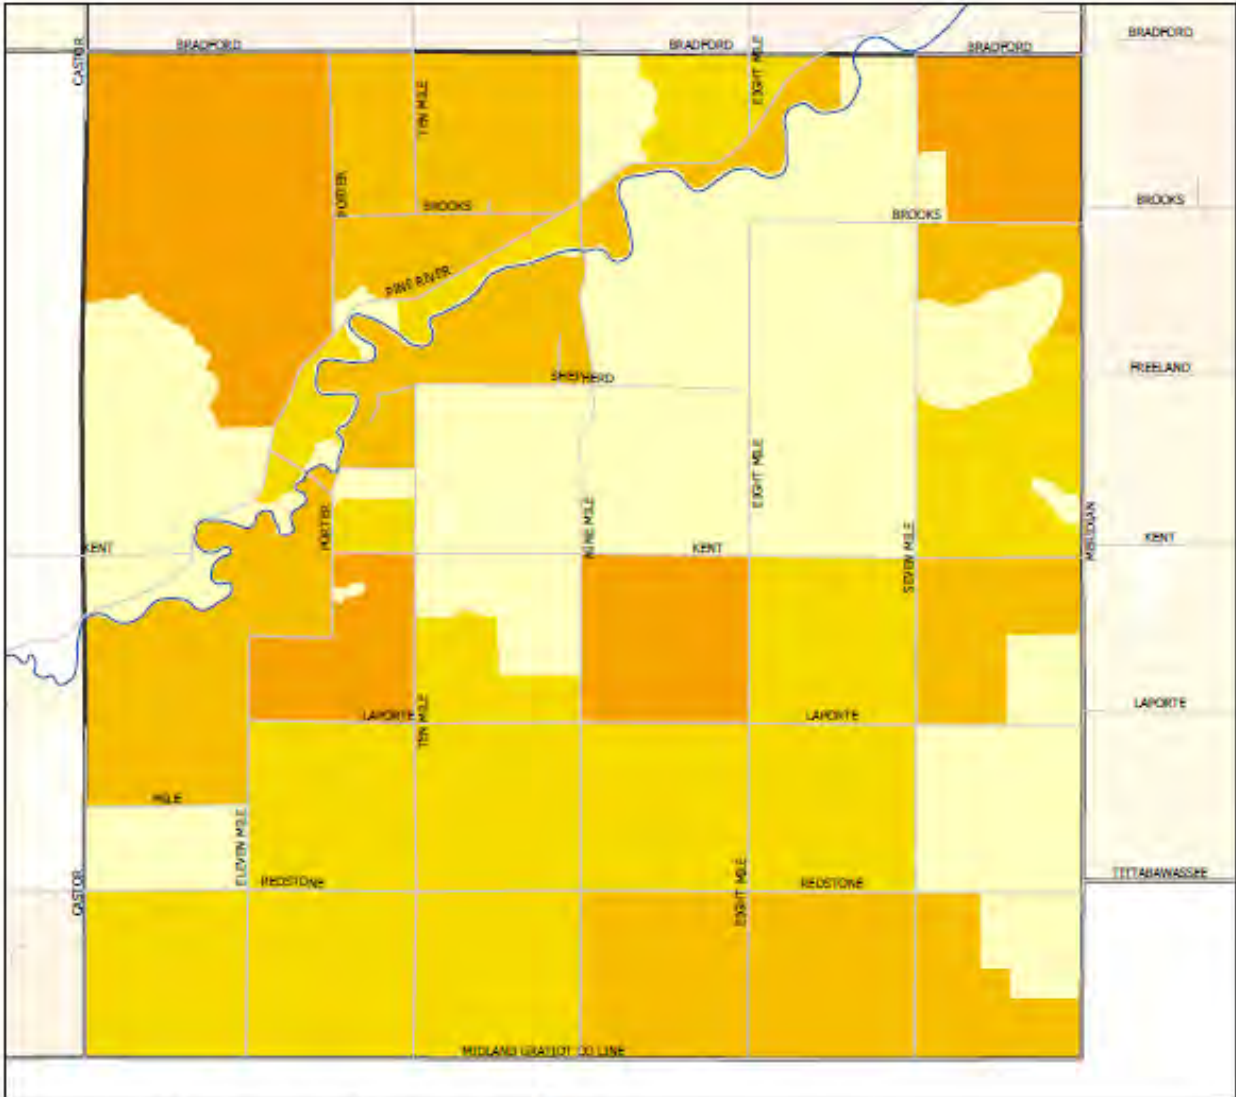 BRADFORD
BRADFORD
BRADFORD
BRADFORD
CASTOR
TEN MILE
EIGHT MILE
PORTER
BROOKS
BROOKS
BROOKS
PINE RIVER
SHEPHERD
FREELAND
EIGHT MILE
PORTER
NINE MILE
KENT
KENT
KENT
SEVEN MILE
MERIDIAN
LAPORTE
TEN MILE
LAPORTE
LAPORTE
MILE
ELEVEN MILE
CASTOR
REDSTONE
EIGHT MILE
REDSTONE
TITTABAWASSEE
MIDLAND GRATIOT CO LINE